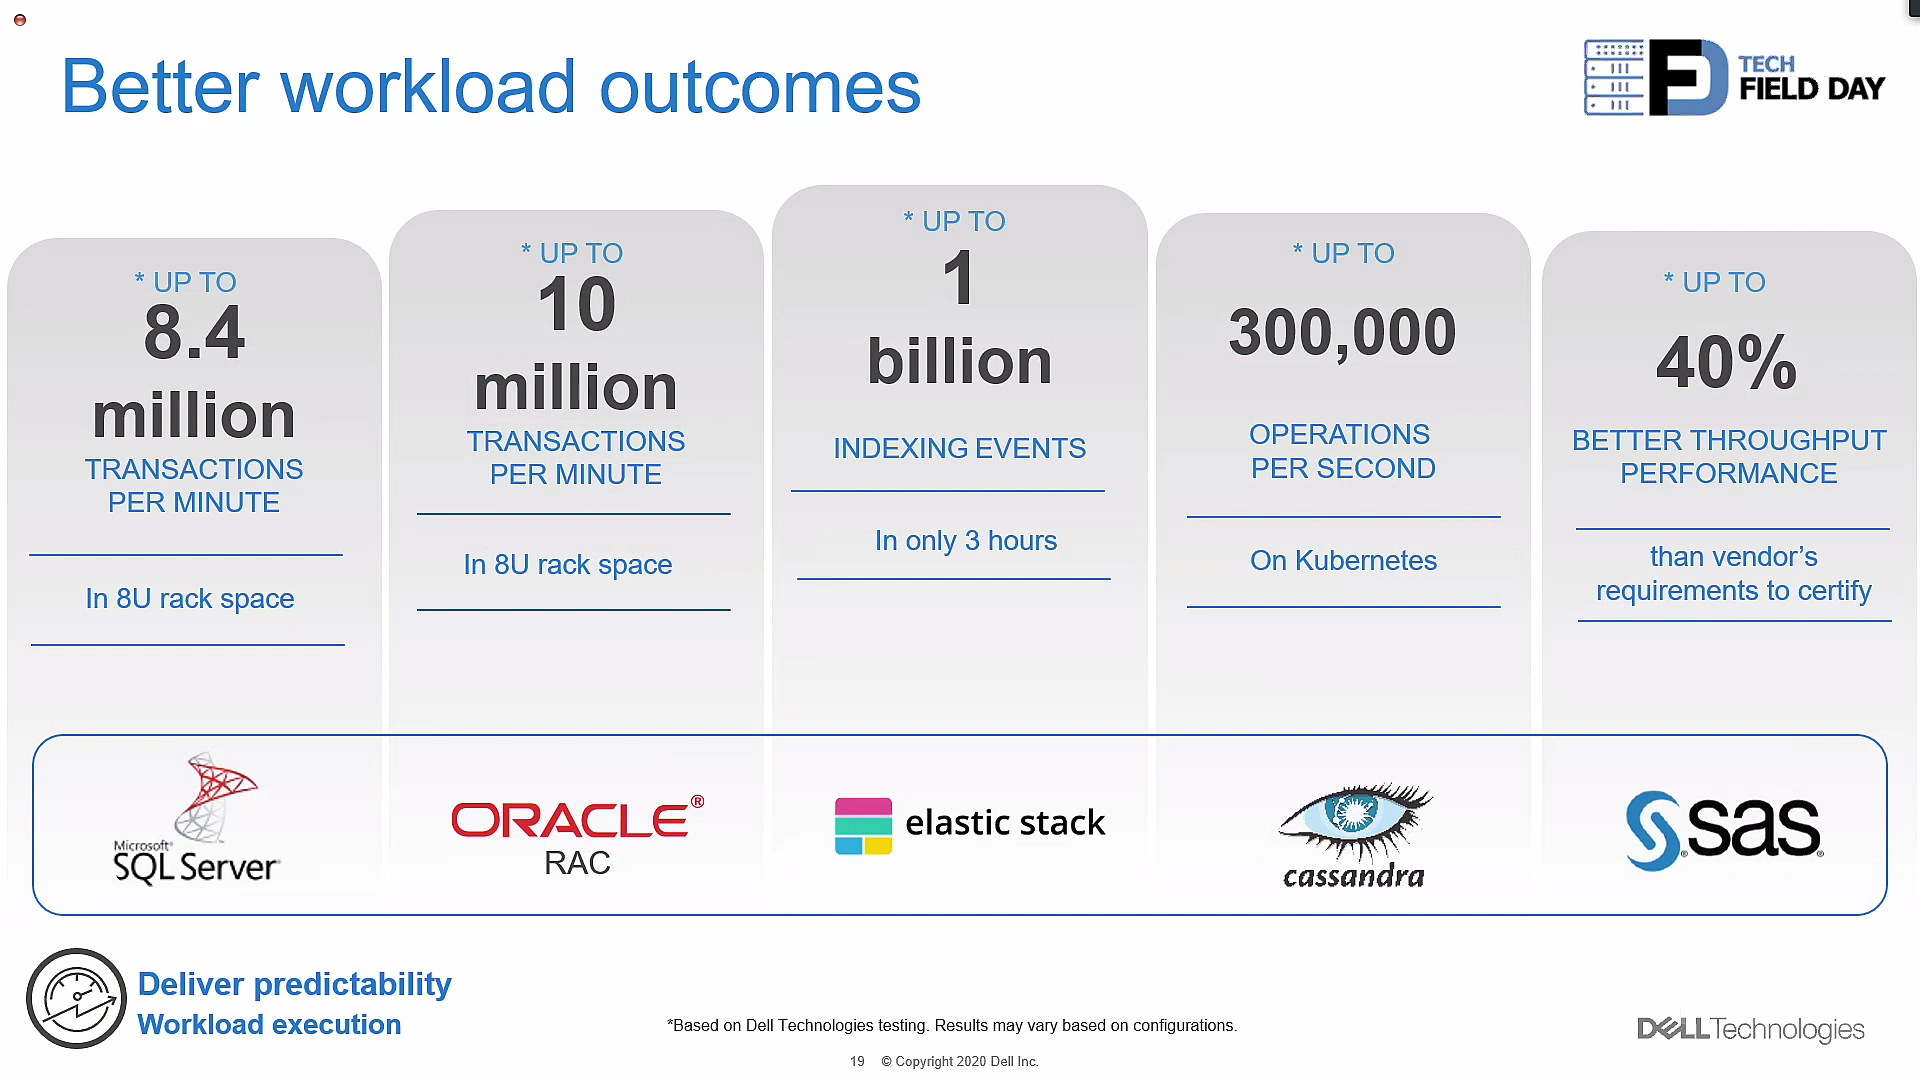 Better workload outcomes
TECH
FIELD DAY
* UP TO
8.4
million
TRANSACTIONS
PER MINUTE
In 8U rack space
Microsoft®
SQL Server®
* UP TO
10
million
TRANSACTIONS
PER MINUTE
In 8U rack space
ORACLE®
RAC
* UP TO
1
billion
INDEXING EVENTS
In only 3 hours
elastic stack
* UP TO
300,000
OPERATIONS
PER SECOND
On Kubernetes
cassandra
* UP TO
40%
BETTER THROUGHPUT
PERFORMANCE
than vendor’s
requirements to certify
sas®
Deliver predictability
Workload execution
*Based on Dell Technologies testing. Results may vary based on configurations.
DELL Technologies
19 © Copyright 2020 Dell Inc.